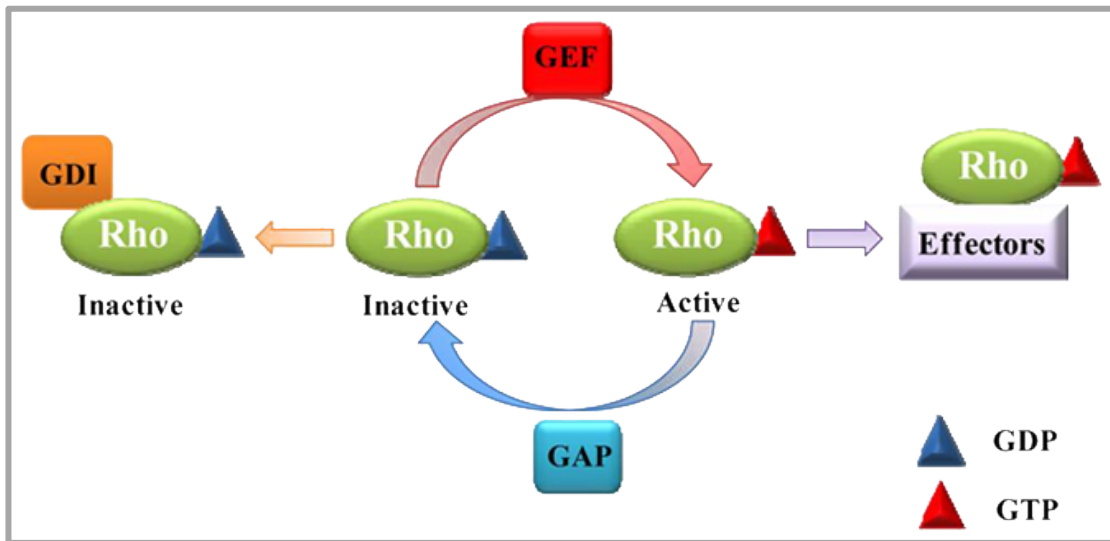 GEF
GDI
Rho
Rho
Rho
Rho
Effectors
Inactive
Inactive
Active
GAP
GDP
GTP